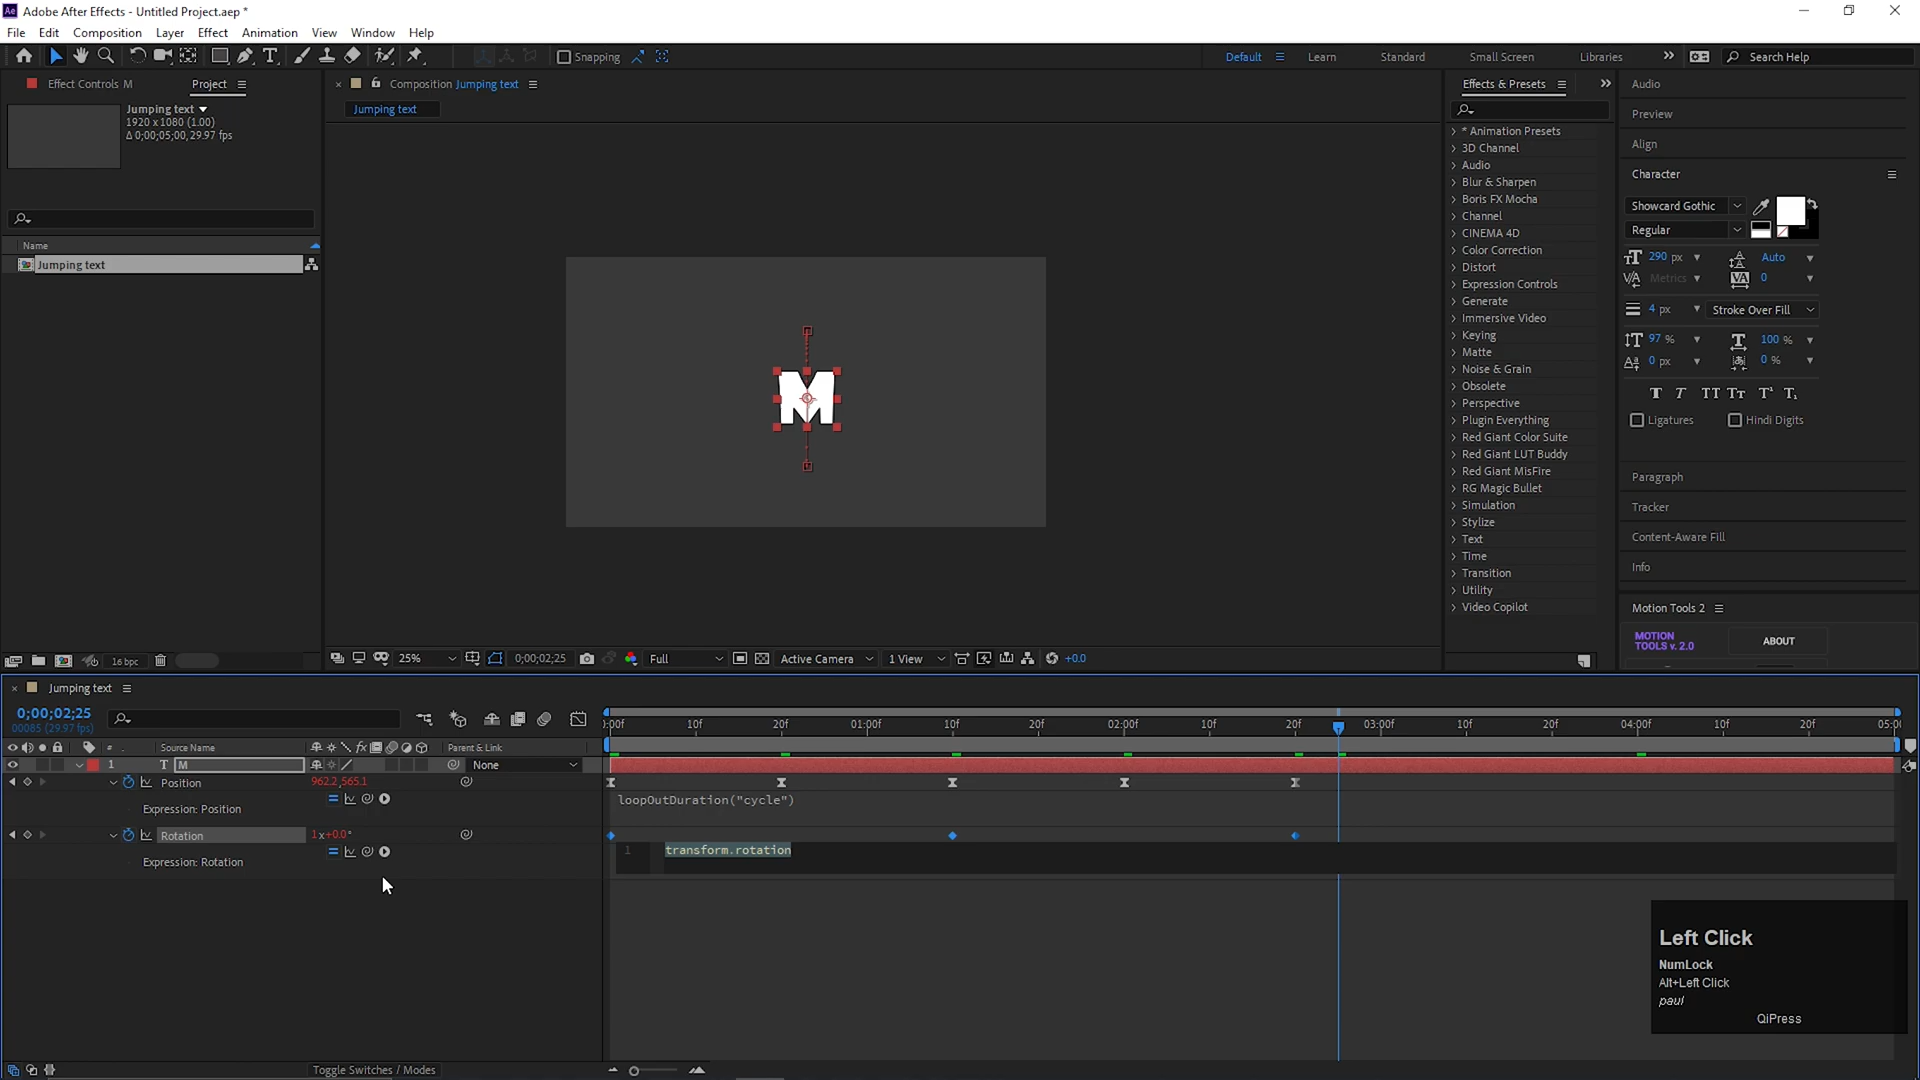 Adobe After Effects - Untitled Project.aep *
File Edit Composition Layer Effect Animation View Window Help
Snapping
Default Learn Standard Small Screen Libraries Search Help
Effect Controls M
Project
Jumping text
1920 x 1080 (1.00)
Δ 0;00;05;00, 29.97 fps
Name
Jumping text
16 bpc
Composition Jumping text
Jumping text
M
25%
0;00;02;25
Full
Active Camera
1 View
+0.0
Effects & Presets
* Animation Presets
3D Channel
Audio
Blur & Sharpen
Boris FX Mocha
Channel
CINEMA 4D
Color Correction
Distort
Expression Controls
Generate
Immersive Video
Keying
Matte
Noise & Grain
Obsolete
Perspective
Plugin Everything
Red Giant Color Suite
Red Giant LUT Buddy
Red Giant MisFire
RG Magic Bullet
Simulation
Stylize
Text
Time
Transition
Utility
Video Copilot
Audio
Preview
Align
Character
Showcard Gothic
Regular
290 px
Auto
Metrics
0
4 px
Stroke Over Fill
97 %
100 %
0 px
0 %
Ligatures
Hindi Digits
Paragraph
Tracker
Content-Aware Fill
Info
Motion Tools 2
MOTION
TOOLS v. 2.0
ABOUT
Jumping text
0;00;02;25
00085 (29.97 fps)
:00f 10f 20f 01:00f 10f 20f 02:00f 10f 20f 03:00f 10f 20f 04:00f 10f 20f 05:0
# . Source Name Parent & Link
1 T M None
Position 962.2,565.1
Expression: Position
loopOutDuration("cycle")
Rotation 1x+0.0°
Expression: Rotation
1 transform.rotation
Toggle Switches / Modes
Left Click
NumLock
Alt+Left Click
paul
QiPress